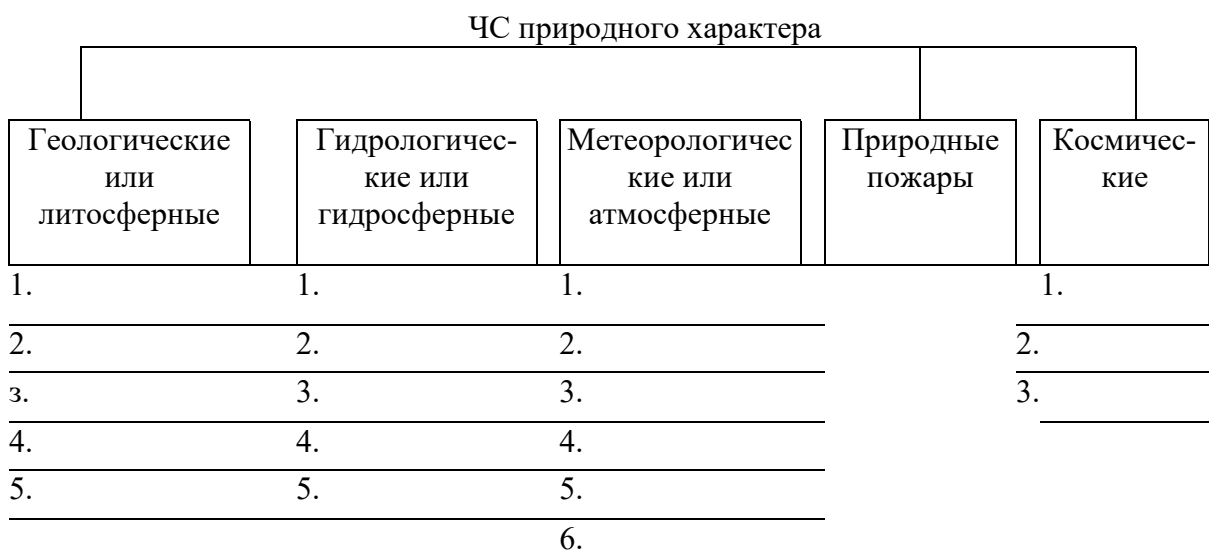 ЧС природного характера
Геологические
или
литосферные
Гидрологичес-
кие или
гидросферные
Метеорологичес
кие или
атмосферные
Природные
пожары
Космичес-
кие
1. 1. 1. 1.
2. 2. 2. 2.
з. 3. 3. 3.
4. 4. 4.
5. 5. 5.
6.